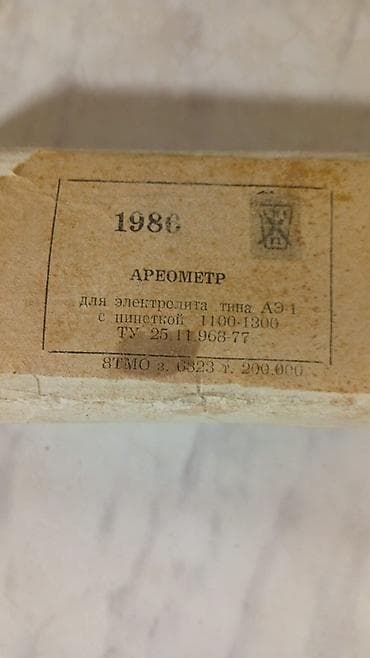 1986
АРЕОМЕТР
для электролита типа АЭ-1
с пипеткой 1100-1300
ТУ 25.11.968-77
8ТМО з. 6323 т. 200.000